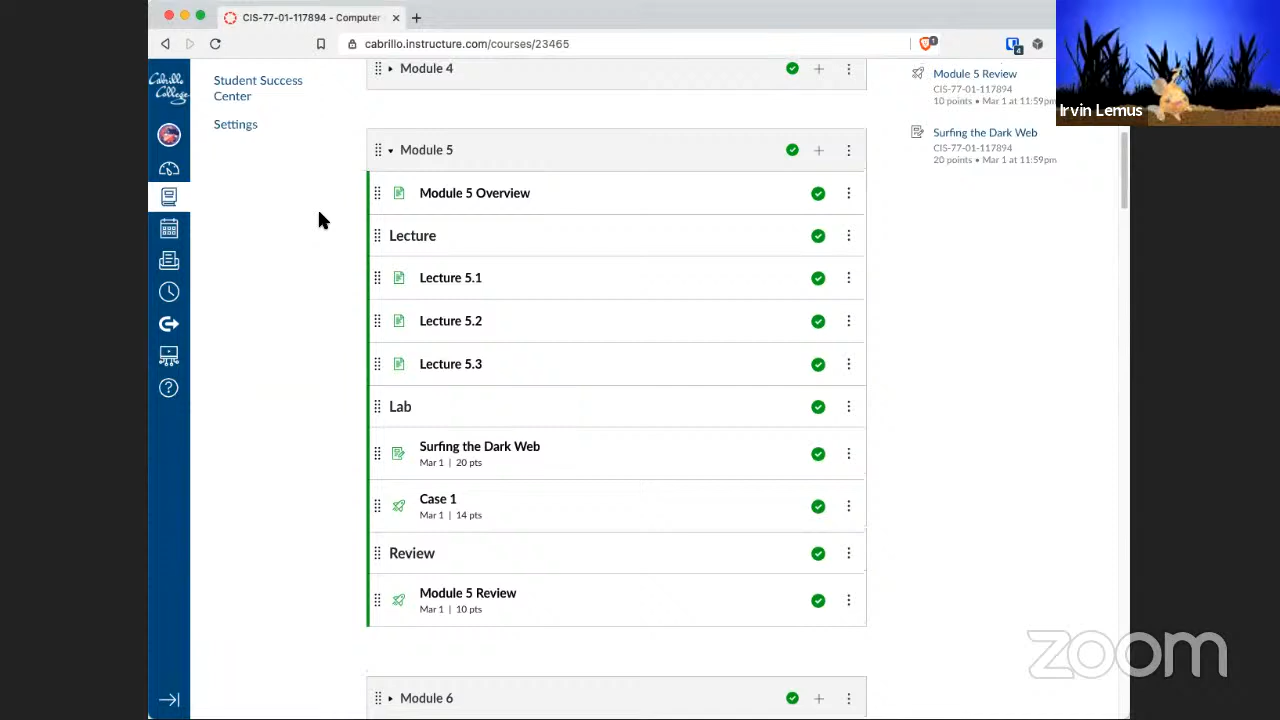 CIS-77-01-117894 - Computer
cabrillo.instructure.com/courses/23465
1
4
Cabrillo
College
Student Success
Center
Settings
Module 4
Module 5
Module 5 Overview
Lecture
Lecture 5.1
Lecture 5.2
Lecture 5.3
Lab
Surfing the Dark Web
Mar 1 | 20 pts
Case 1
Mar 1 | 14 pts
Review
Module 5 Review
Mar 1 | 10 pts
Module 6
Module 5 Review
CIS-77-01-117894
10 points • Mar 1 at 11:59pm
Surfing the Dark Web
CIS-77-01-117894
20 points • Mar 1 at 11:59pm
Irvin Lemus
zoom